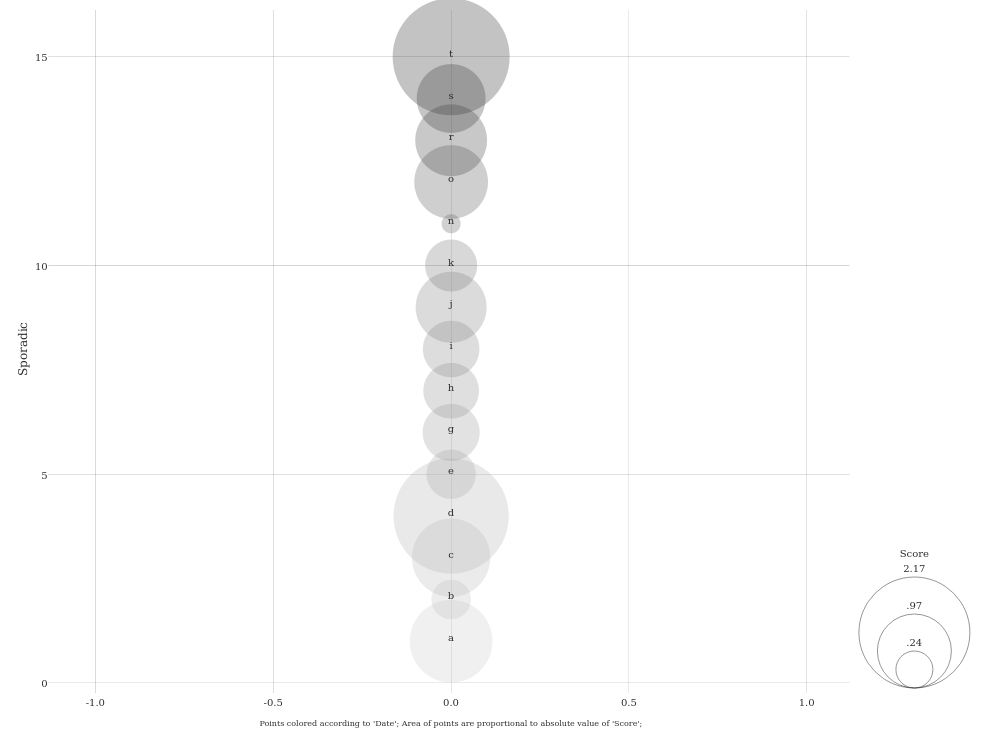 15
10
5
0
Sporadic
t
s
r
o
n
k
j
i
h
g
e
d
c
b
a
Score
2.17
.97
.24
-1.0 -0.5 0.0 0.5 1.0
Points colored according to 'Date'; Area of points are proportional to absolute value of 'Score';